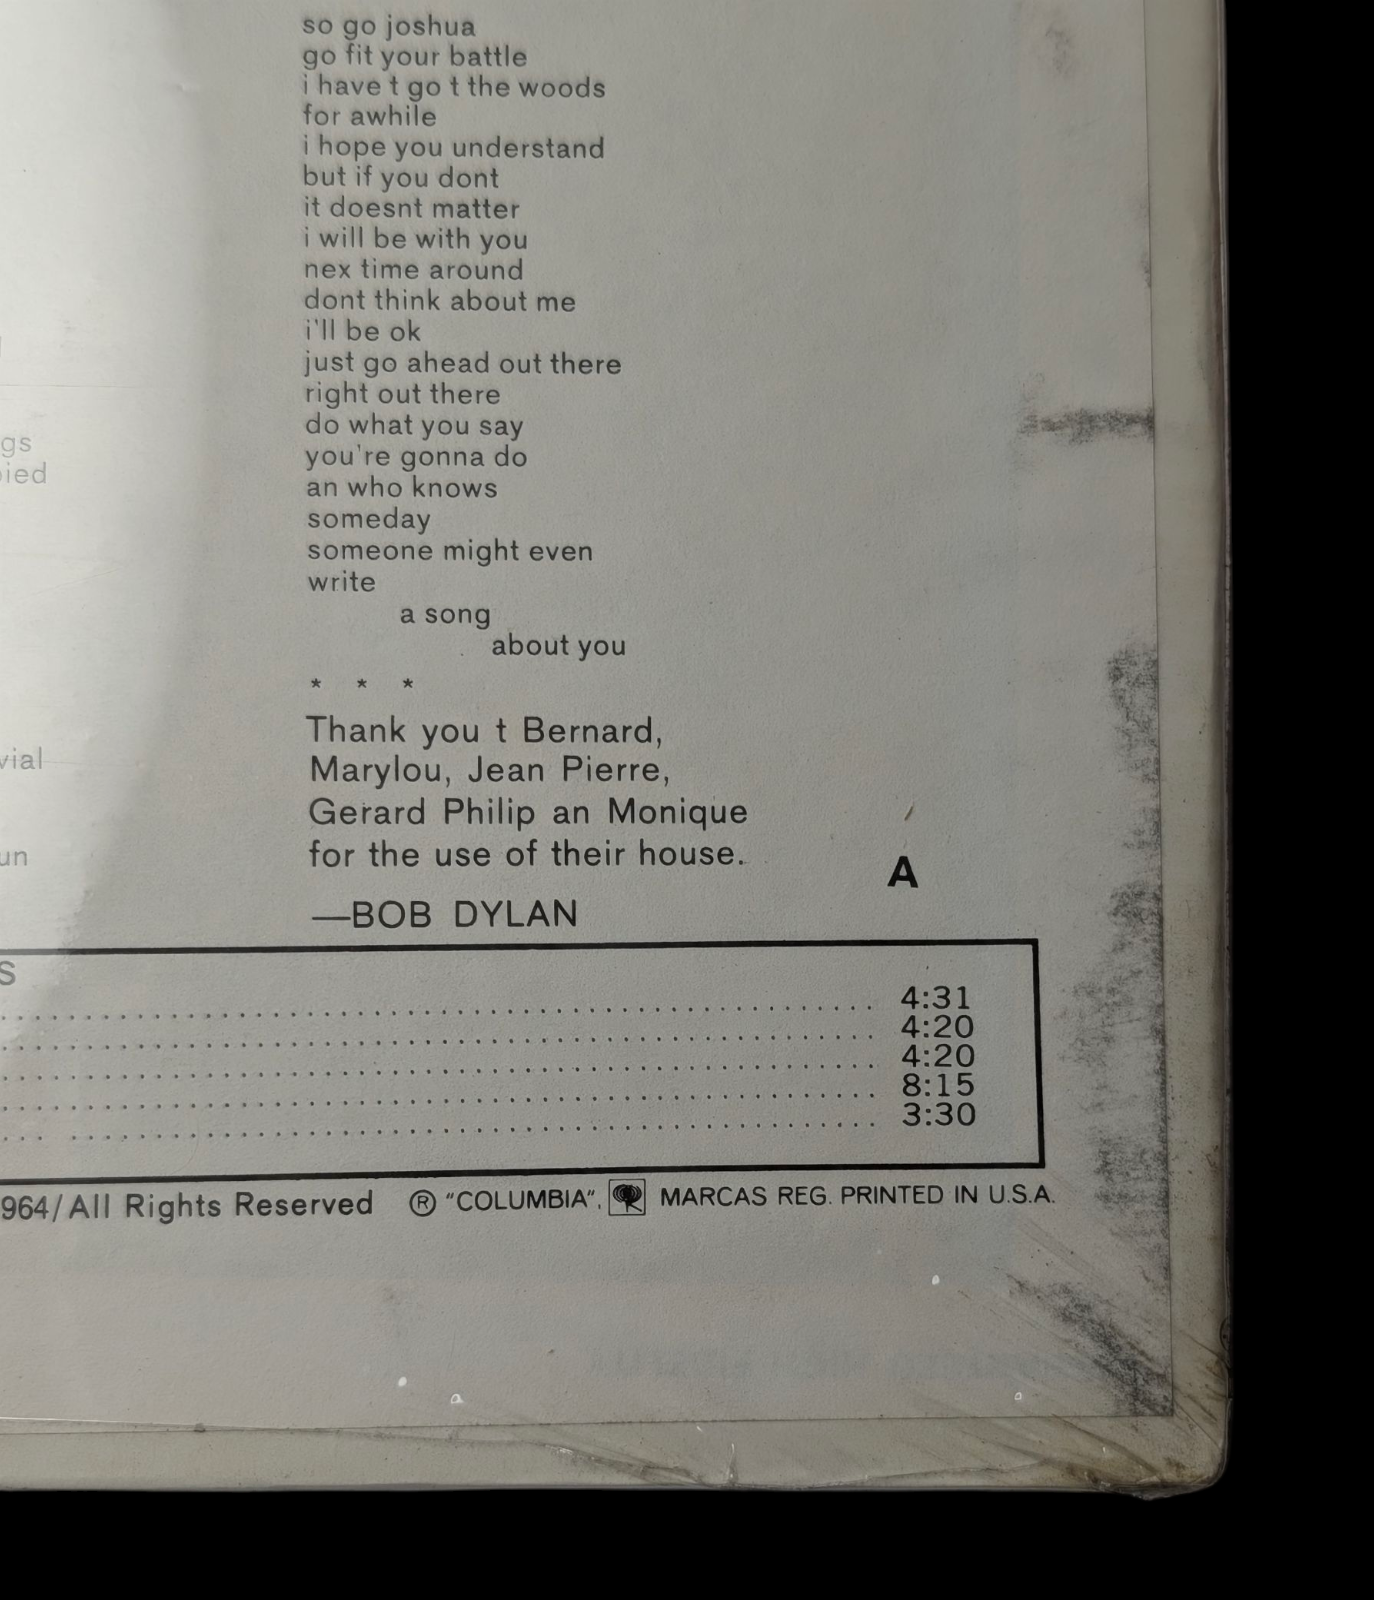 so go joshua
go fit your battle
i have t go t the woods
for awhile
i hope you understand
but if you dont
it doesnt matter
i will be with you
nex time around
dont think about me
i'll be ok
just go ahead out there
right out there
do what you say
you're gonna do
an who knows
someday
someone might even
write
a song
about you
* * *
Thank you t Bernard,
Marylou, Jean Pierre,
Gerard Philip an Monique
for the use of their house.
—BOB DYLAN
A
4:31
4:20
4:20
8:15
3:30
964/All Rights Reserved ® "COLUMBIA", MARCAS REG. PRINTED IN U.S.A.